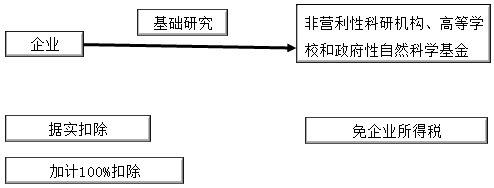 基础研究
企业
非营利性科研机构、高等学
校和政府性自然科学基金
据实扣除
免企业所得税
加计100%扣除